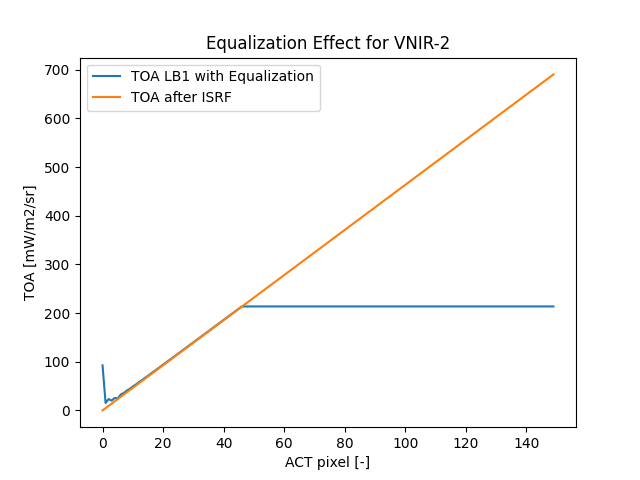 Equalization Effect for VNIR-2
TOA LB1 with Equalization
TOA after ISRF
TOA [mW/m2/sr]
700
600
500
400
300
200
100
0
0 20 40 60 80 100 120 140
ACT pixel [-]